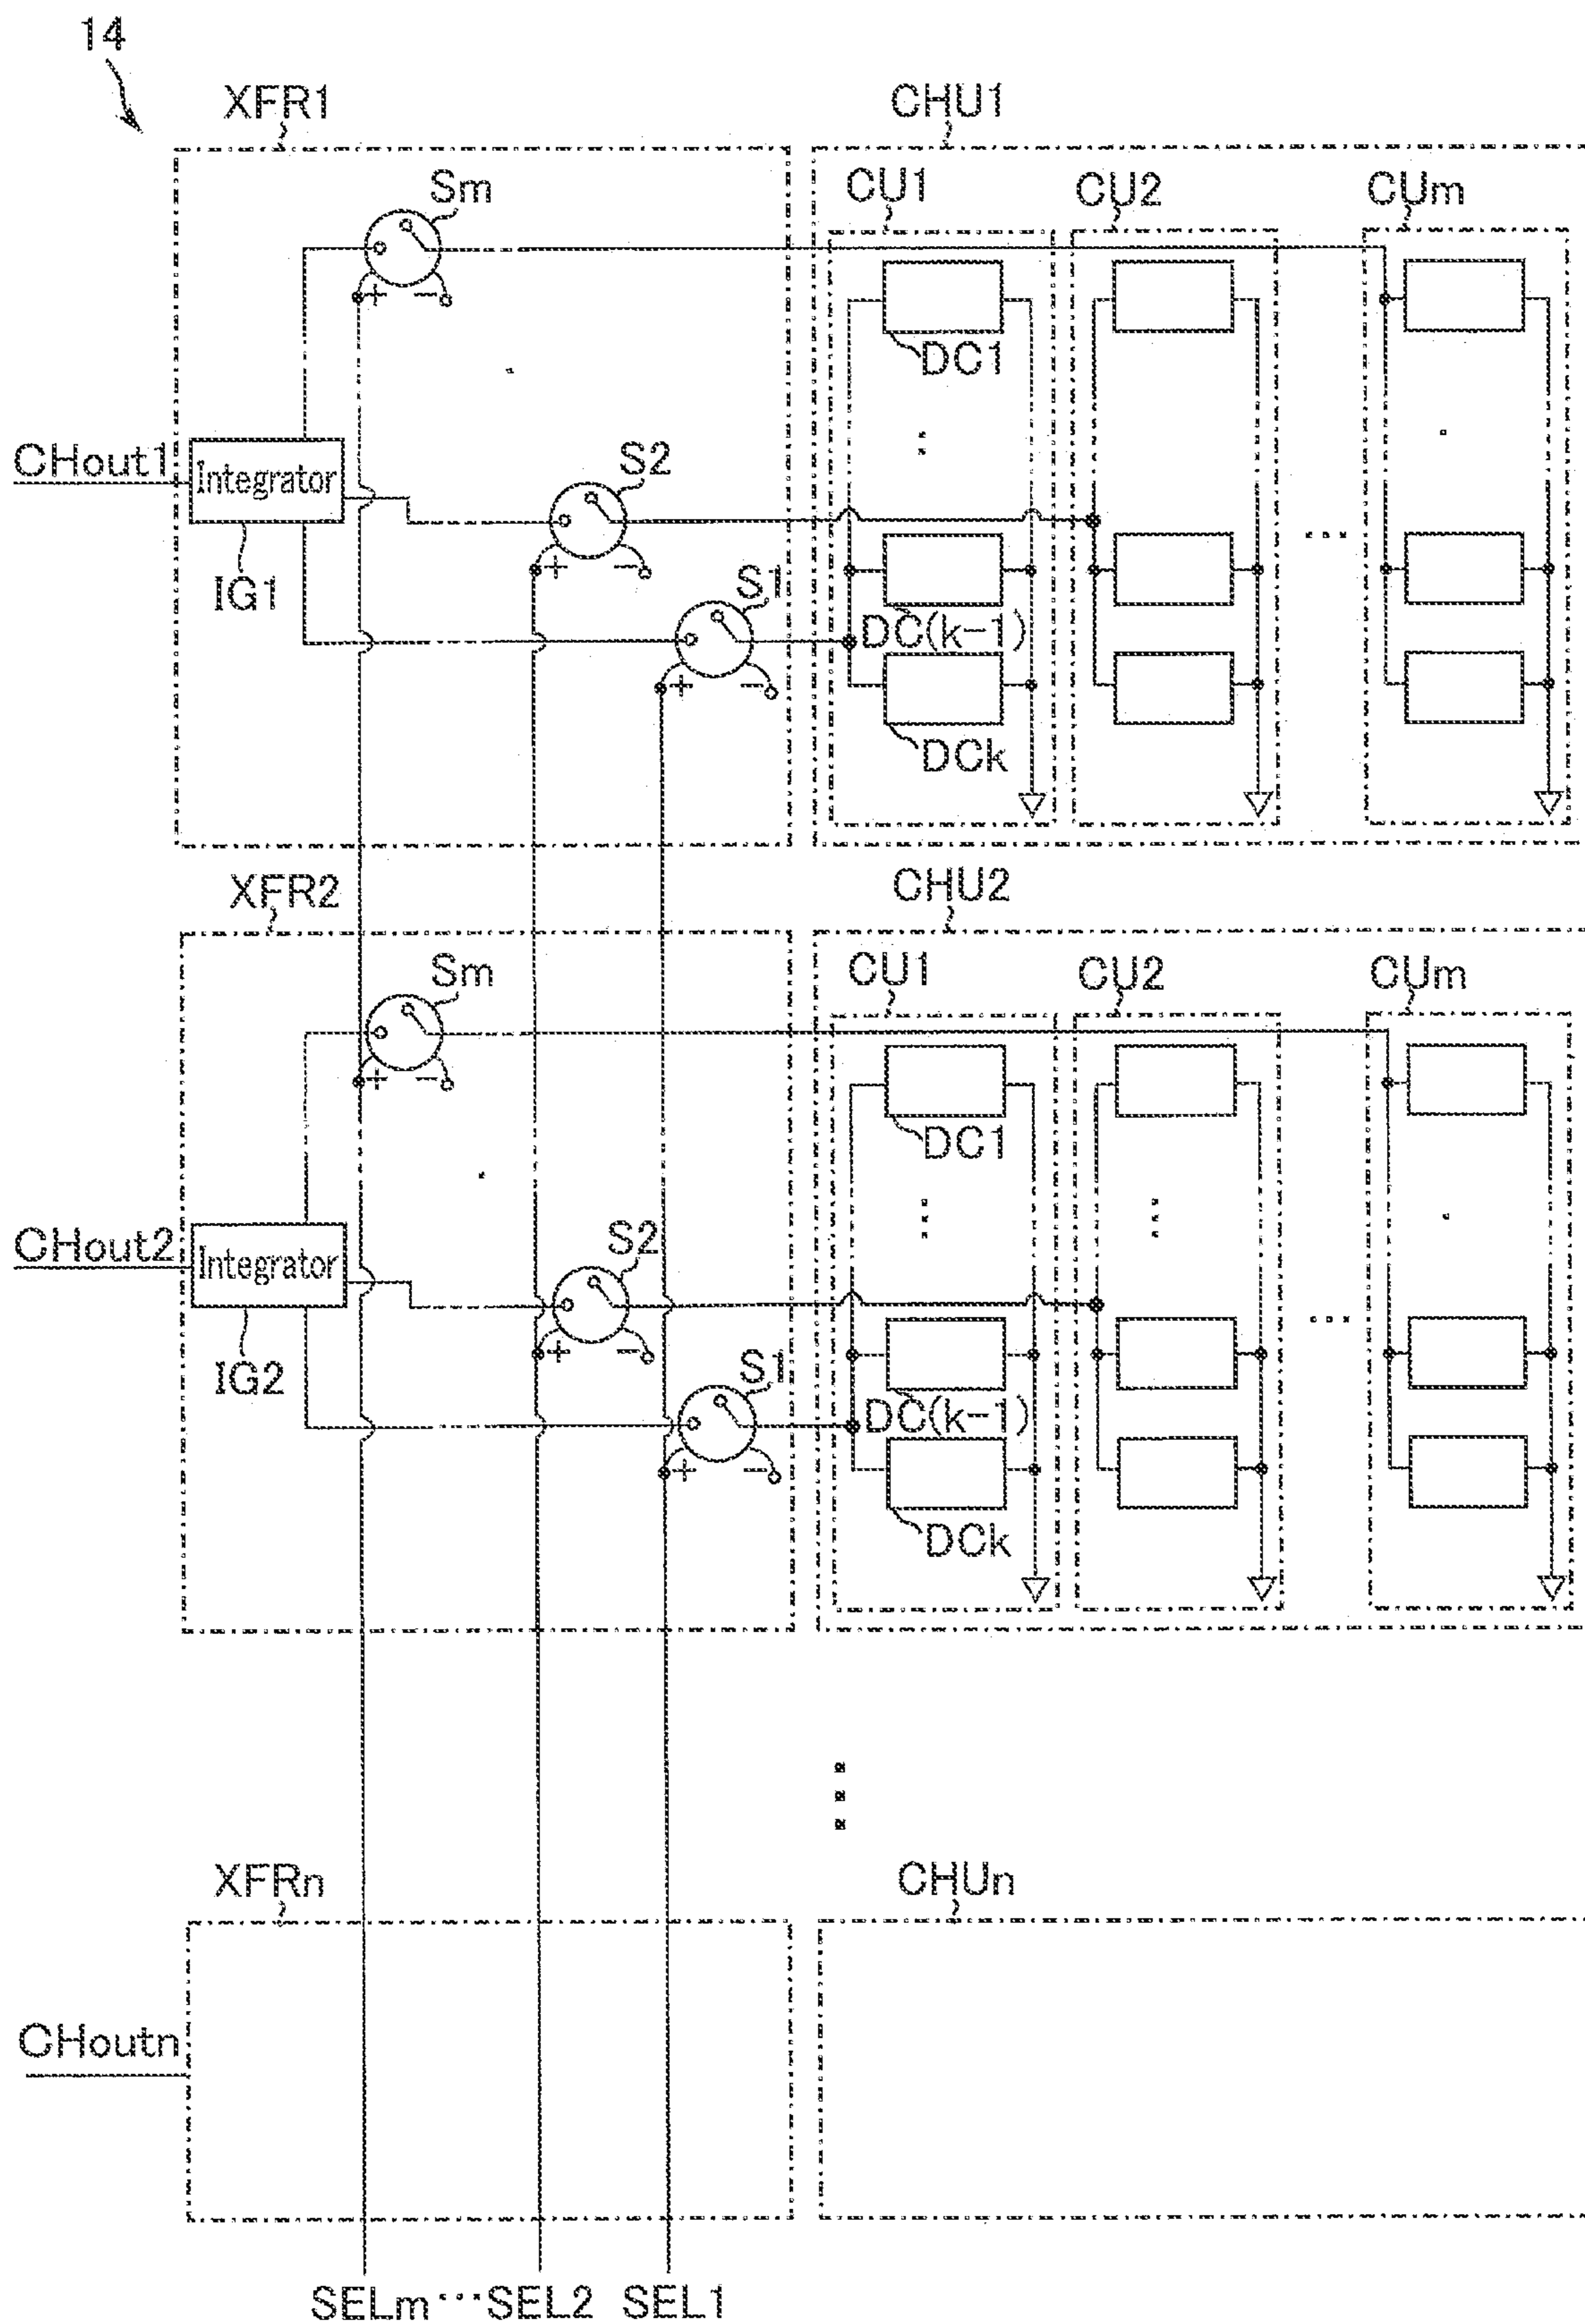 14
XFR1
CHU1
Sm
CU1
CU2
CUm
DC1
CHout1
Integrator
S2
IG1
S1
DC(k-1)
DCk
XFR2
CHU2
Sm
CU1
CU2
CUm
DC1
CHout2
Integrator
S2
IG2
S1
DC(k-1)
DCk
XFRn
CHUn
CHoutn
SELm ··· SEL2 SEL1